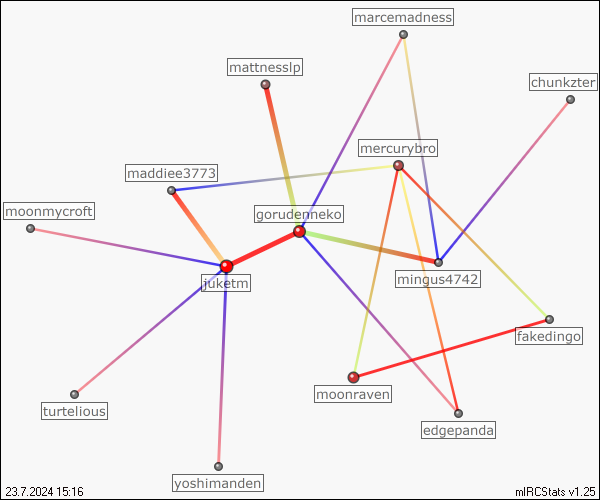 marcemadness
mattnesslp
chunkzter
mercurybro
maddiee3773
moonmycroft
gorudenneko
juketm
mingus4742
fakedingo
moonraven
turtelious
edgepanda
yoshimanden
23.7.2024 15:16
mIRCStats v1.25